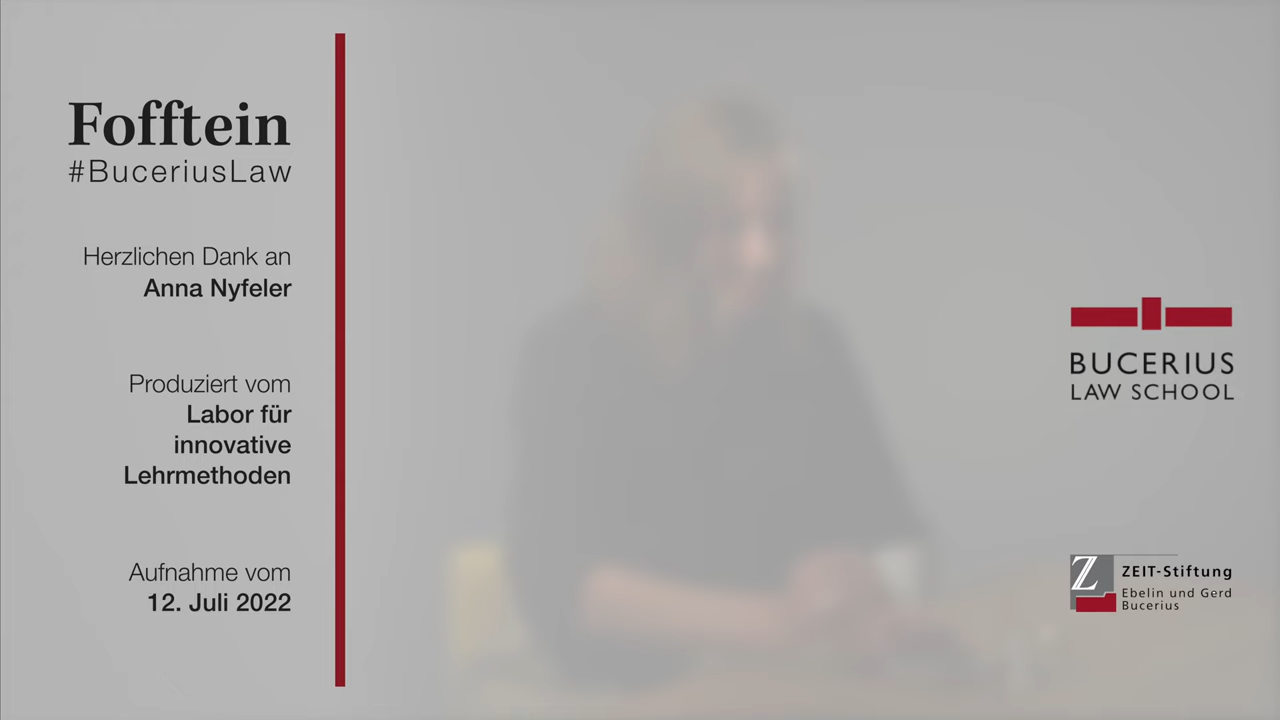 Fofftein
#BuceriusLaw
Herzlichen Dank an
Anna Nyfeler
Produziert vom
Labor für
innovative
Lehrmethoden
Aufnahme vom
12. Juli 2022
BUCERIUS
LAW SCHOOL
Z
ZEIT-Stiftung
Ebelin und Gerd
Bucerius